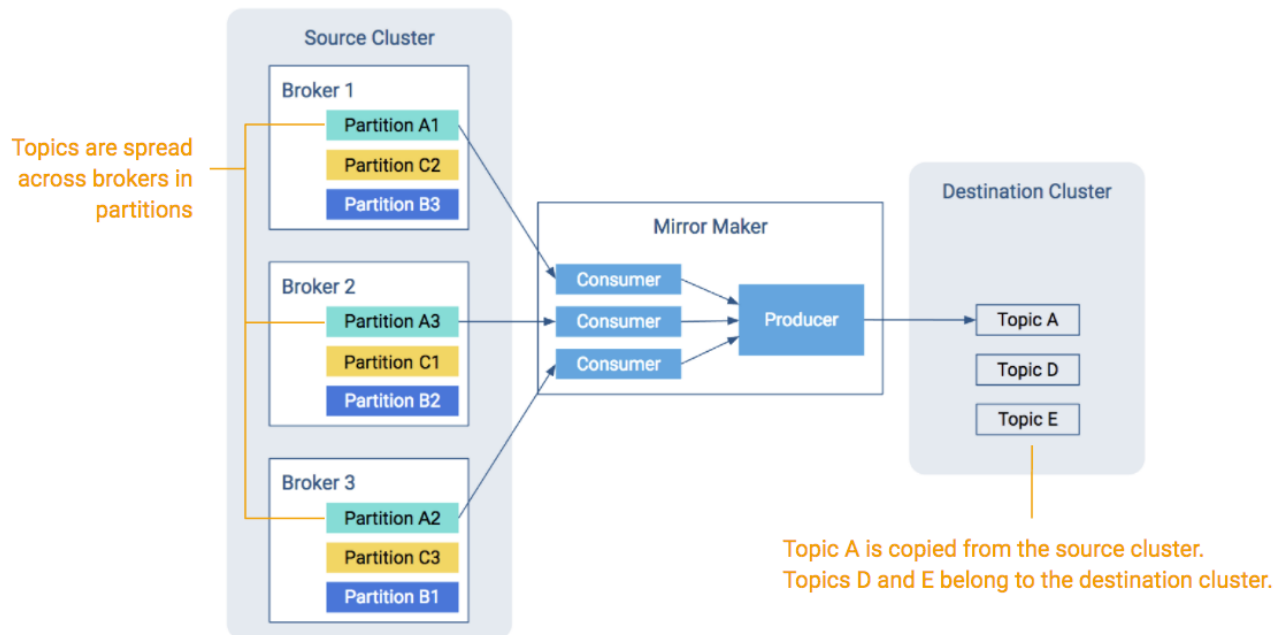 Source Cluster
Broker 1
Partition A1
Partition C2
Partition B3
Topics are spread
across brokers in
partitions
Broker 2
Partition A3
Partition C1
Partition B2
Broker 3
Partition A2
Partition C3
Partition B1
Mirror Maker
Consumer
Consumer
Consumer
Producer
Destination Cluster
Topic A
Topic D
Topic E
Topic A is copied from the source cluster.
Topics D and E belong to the destination cluster.